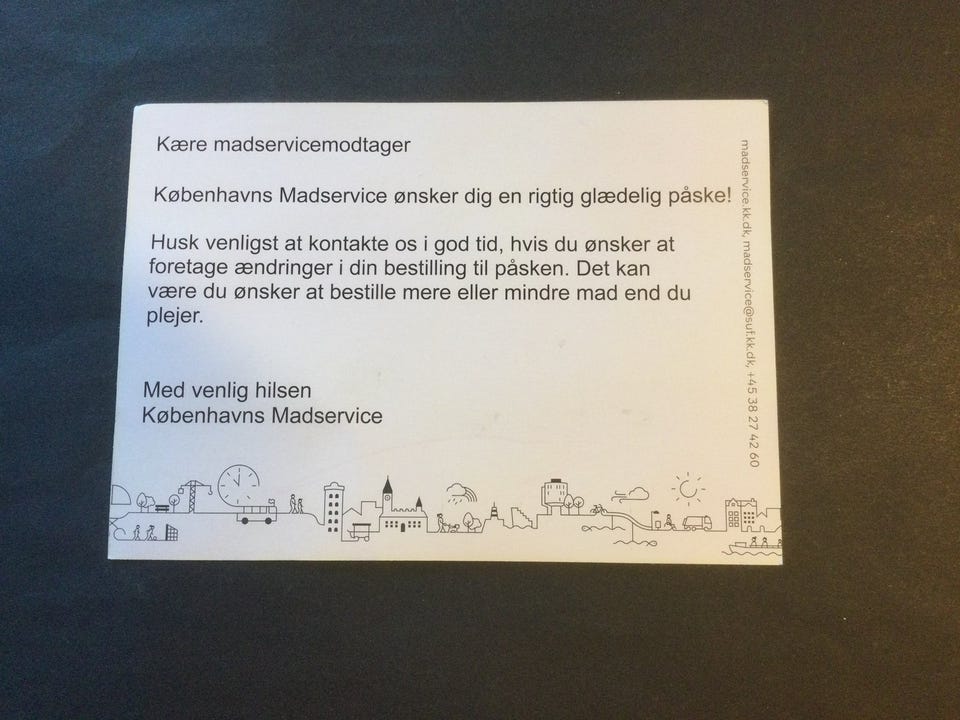 Kære madservicemodtager
Københavns Madservice ønsker dig en rigtig glædelig påske!
Husk venligst at kontakte os i god tid, hvis du ønsker at
foretage ændringer i din bestilling til påsken. Det kan
være du ønsker at bestille mere eller mindre mad end du
plejer.
Med venlig hilsen
Københavns Madservice
madservice.kk.dk, madservice@suf.kk.dk, +45 38 27 42 60